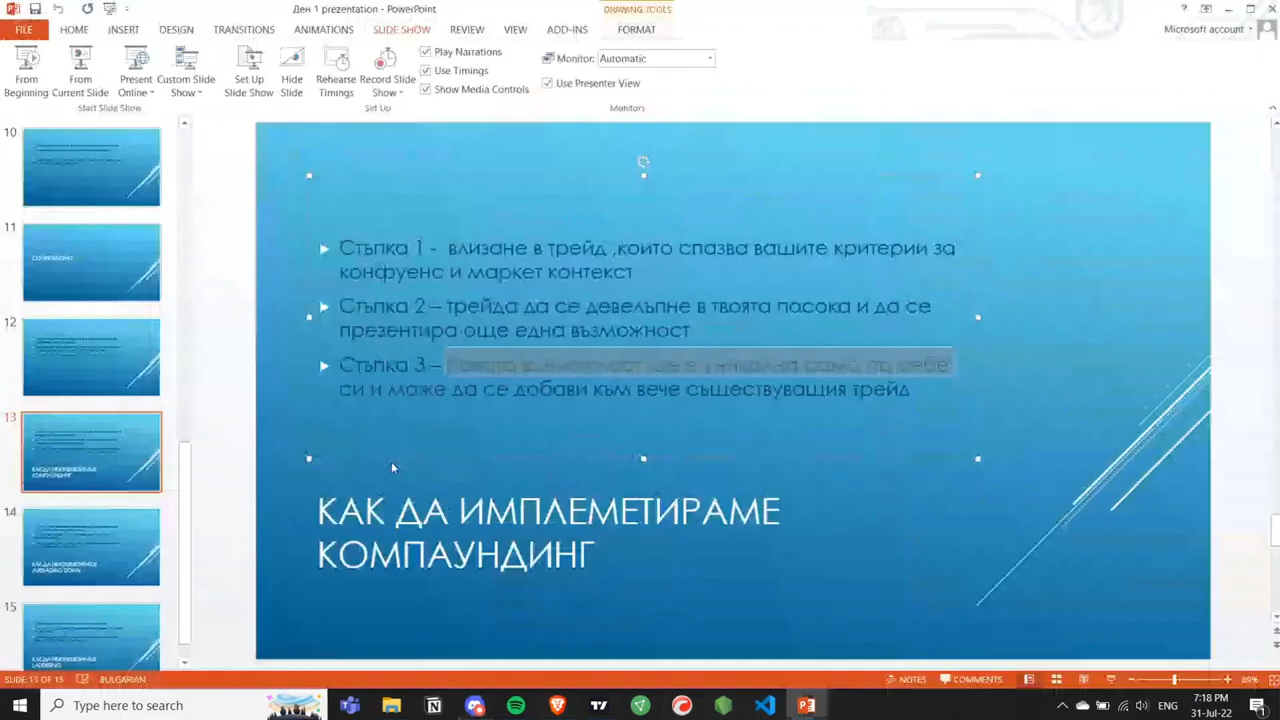 Ден 1 prezentation - PowerPoint
DRAWING TOOLS
FILE
HOME
INSERT
DESIGN
TRANSITIONS
ANIMATIONS
SLIDE SHOW
REVIEW
VIEW
ADD-INS
FORMAT
Microsoft account
From Beginning
From Current Slide
Present Online
Custom Slide Show
Set Up Slide Show
Hide Slide
Rehearse Timings
Record Slide Show
Play Narrations
Use Timings
Show Media Controls
Monitor: Automatic
Use Presenter View
Start Slide Show
Set Up
Monitors
10
11
12
13
14
15
Стъпка 1 - влизане в трейд ,които спазва вашите критерии за
конфуенс и маркет контекст
Стъпка 2 – трейда да се девелъпне в твоята посока и да се
презентира още една възможност
Стъпка 3 –
си и може да се добави към вече съществуващия трейд
КАК ДА ИМПЛЕМЕТИРАМЕ
КОМПАУНДИНГ
SLIDE 13 OF 15
BULGARIAN
NOTES
COMMENTS
89%
Type here to search
7:18 PM
31-Jul-22